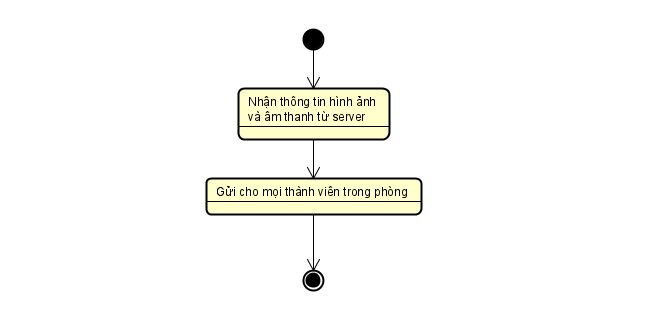 Nhận thông tin hình ảnh
và âm thanh từ server
Gửi cho mọi thành viên trong phòng